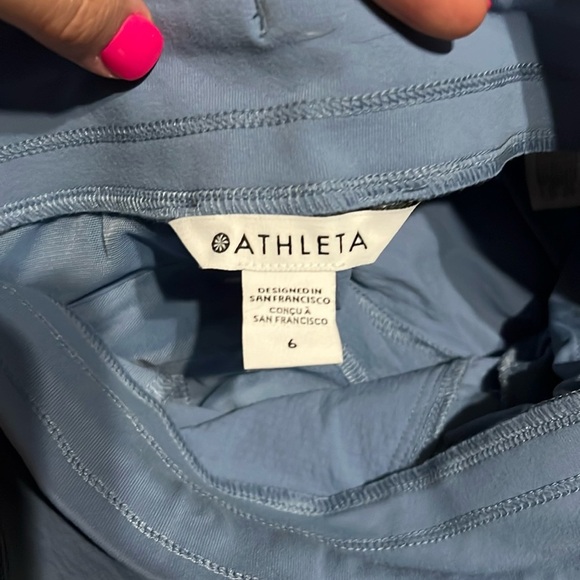 ATHLETA
DESIGNED IN
SAN FRANCISCO
CONÇU À
SAN FRANCISCO
6